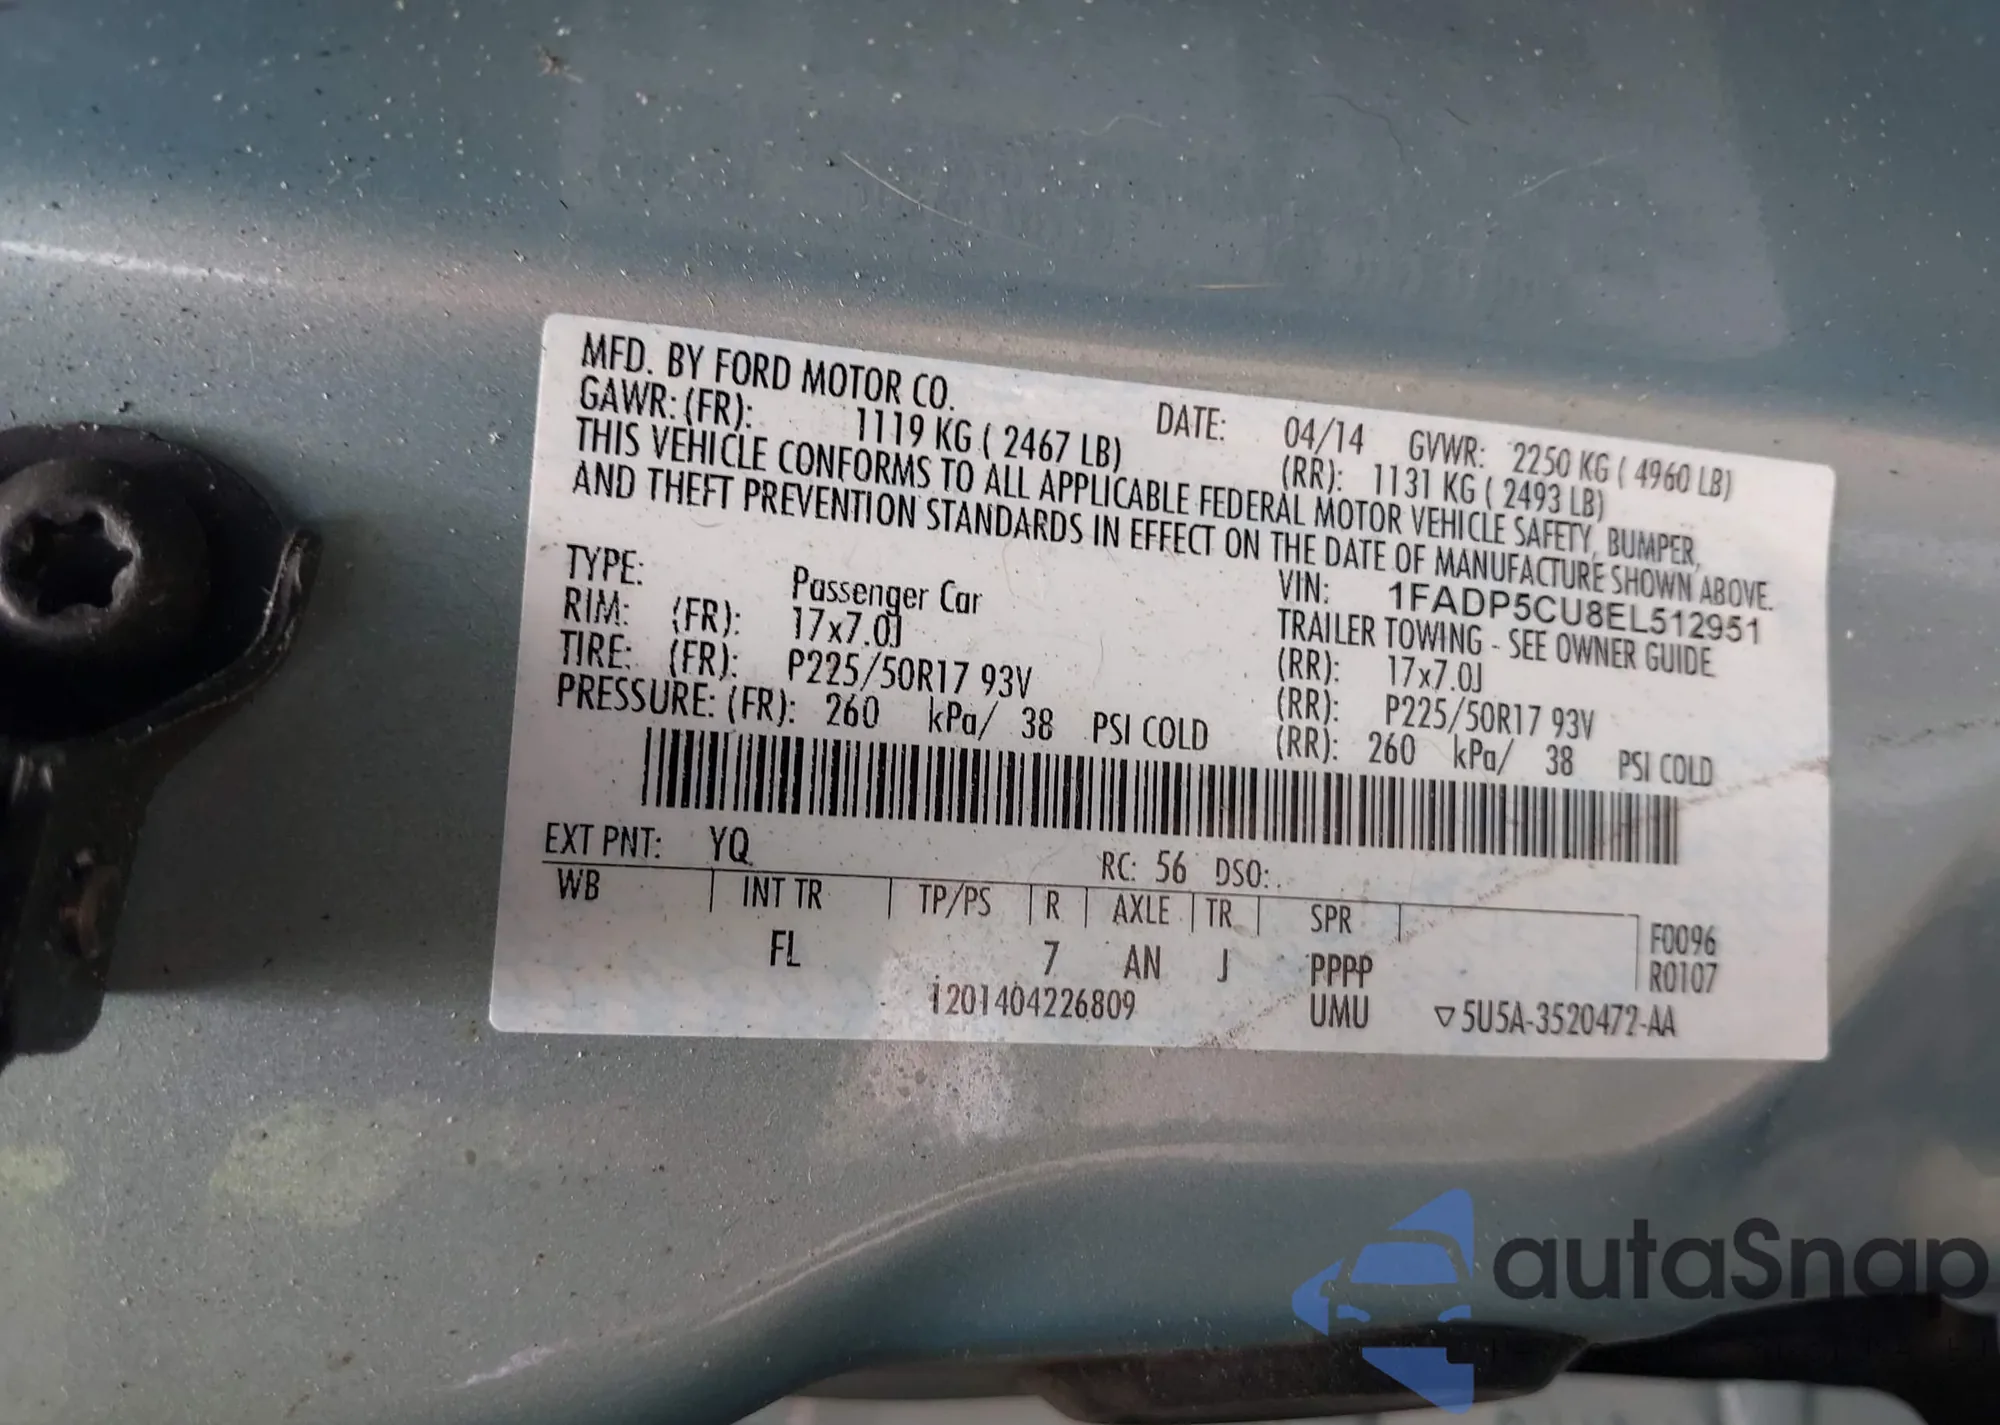 MFD. BY FORD MOTOR CO. DATE: 04/14 GVWR: 2250 KG ( 4960 LB)
GAWR: (FR): 1119 KG ( 2467 LB) (RR): 1131 KG ( 2493 LB)
THIS VEHICLE CONFORMS TO ALL APPLICABLE FEDERAL MOTOR VEHICLE SAFETY, BUMPER,
AND THEFT PREVENTION STANDARDS IN EFFECT ON THE DATE OF MANUFACTURE SHOWN ABOVE.
VIN: 1FADP5CU8EL512951
TYPE: Passenger Car TRAILER TOWING - SEE OWNER GUIDE
RIM: (FR): 17x7.0J (RR): 17x7.0J
TIRE: (FR): P225/50R17 93V (RR): P225/50R17 93V
PRESSURE: (FR): 260 kPa/ 38 PSI COLD (RR): 260 kPa/ 38 PSI COLD
EXT PNT: YQ RC: 56 DSO:
WB INT TR TP/PS R AXLE TR SPR F0096
FL 7 AN J PPPP R0107
1201404226809 UMU ▽5U5A-3520472-AA
autaSnap